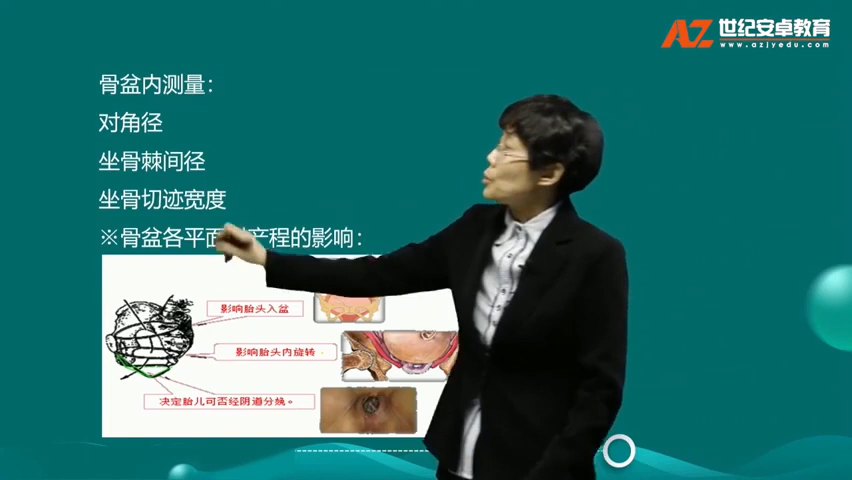 世纪安卓教育
www.azjyedu.com
骨盆内测量：
对角径
坐骨棘间径
坐骨切迹宽度
※骨盆各平面 产程的影响：
影响胎头入盆
影响胎头内旋转
决定胎儿可否经阴道分娩。